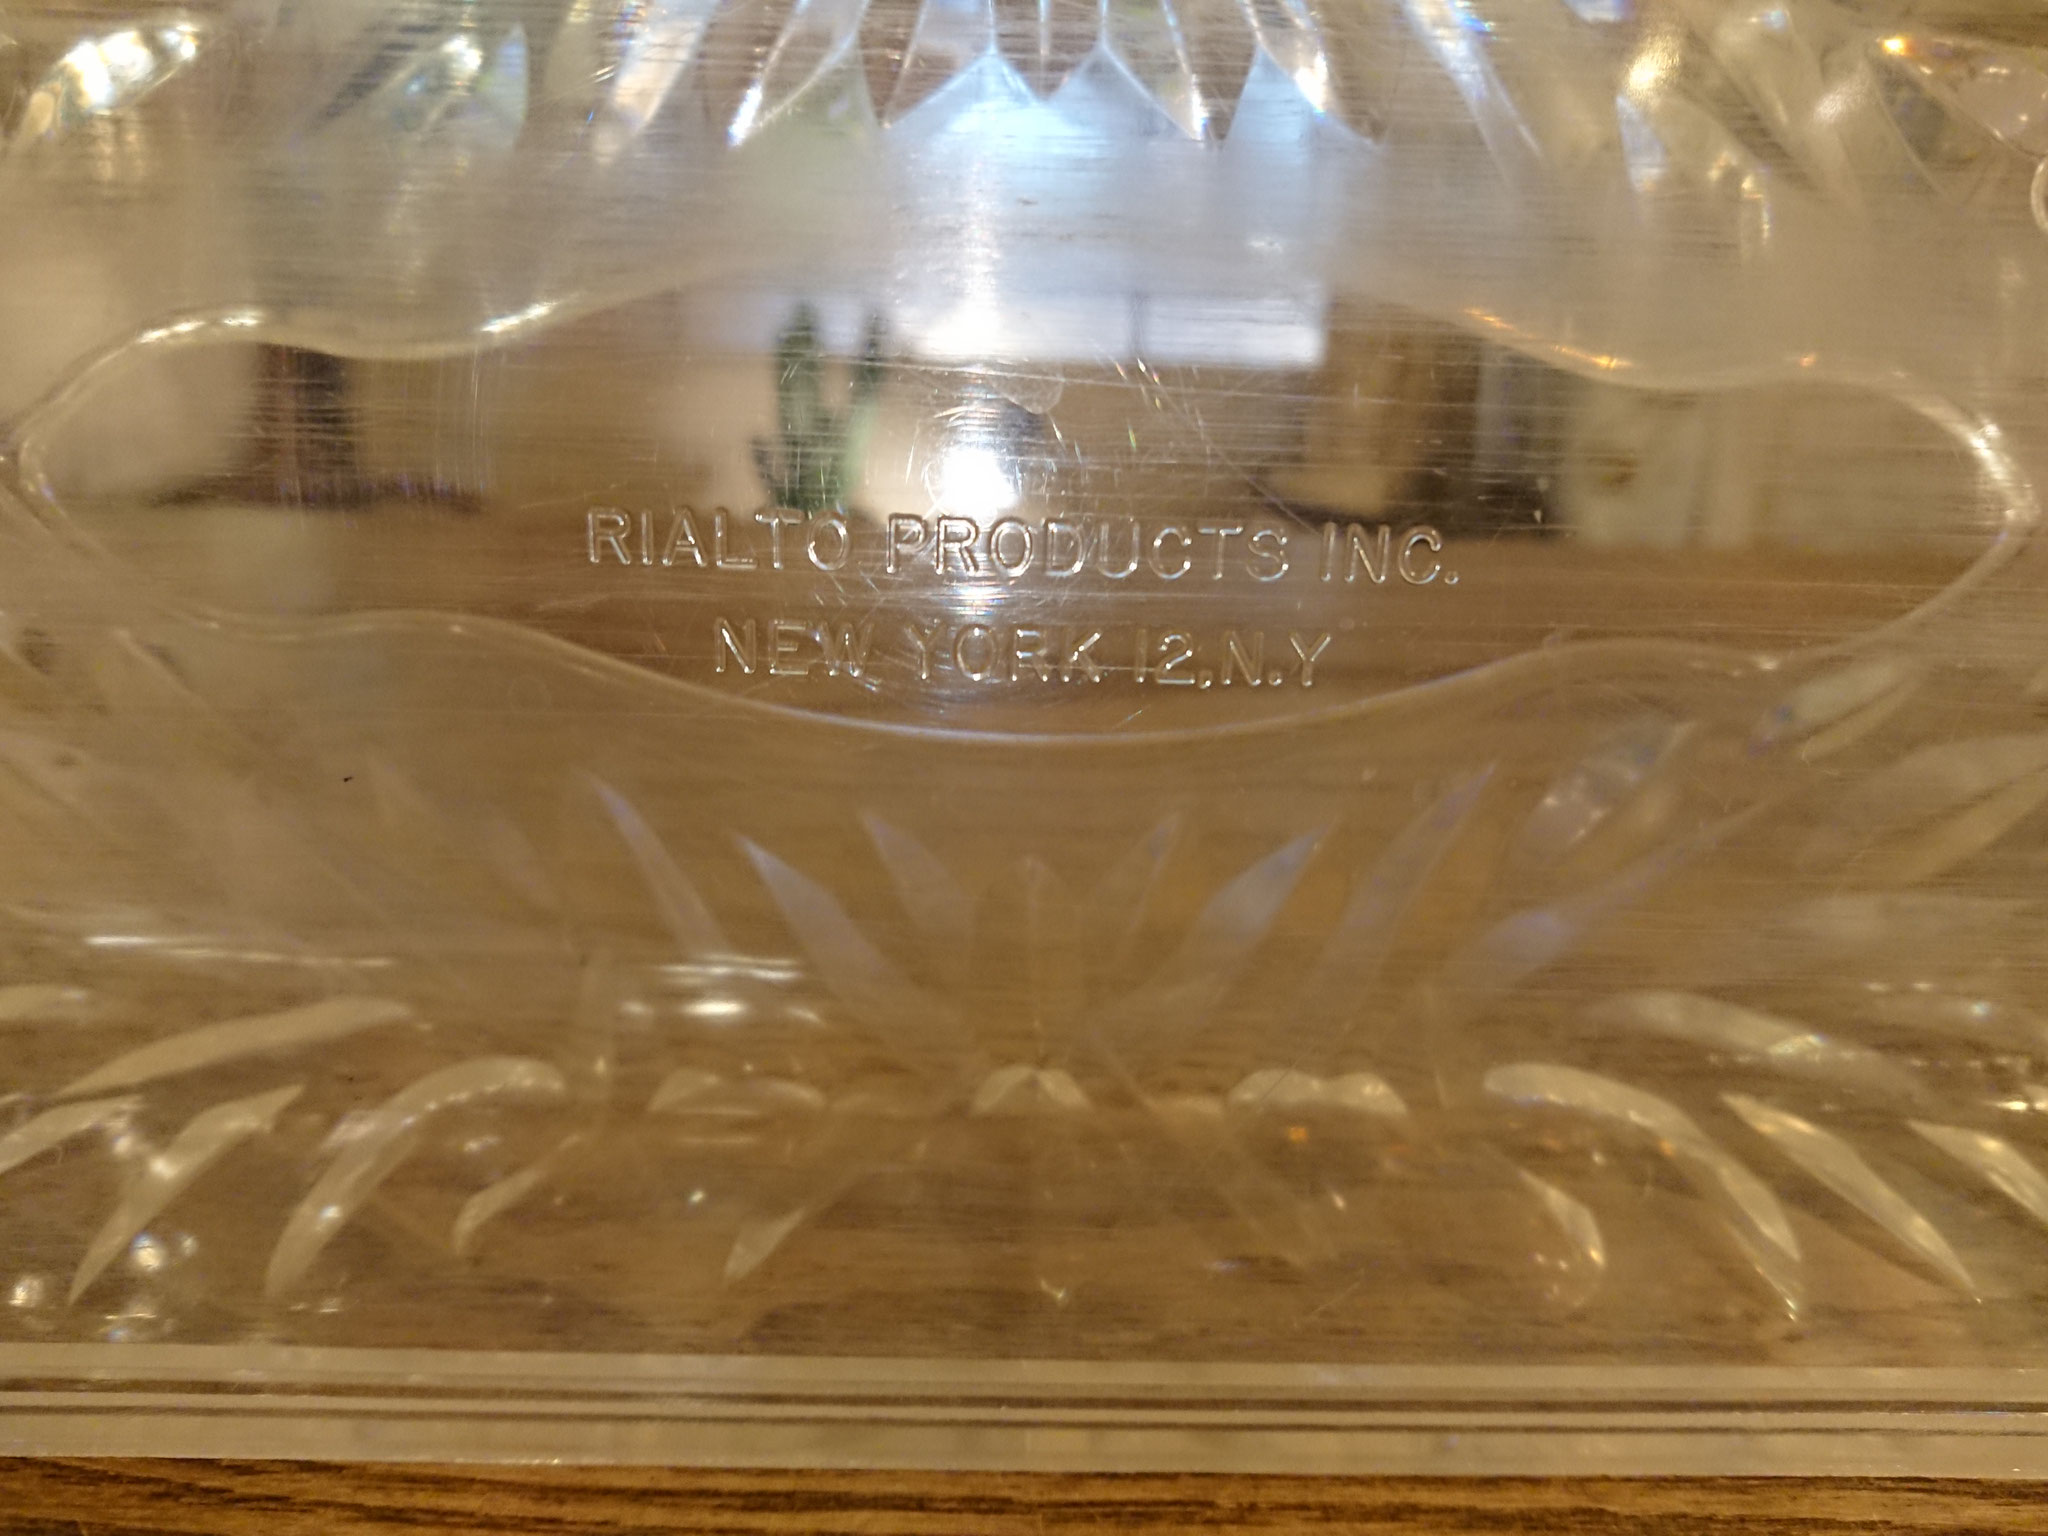 RIALTO PRODUCTS INC.
NEW YORK 12,N.Y